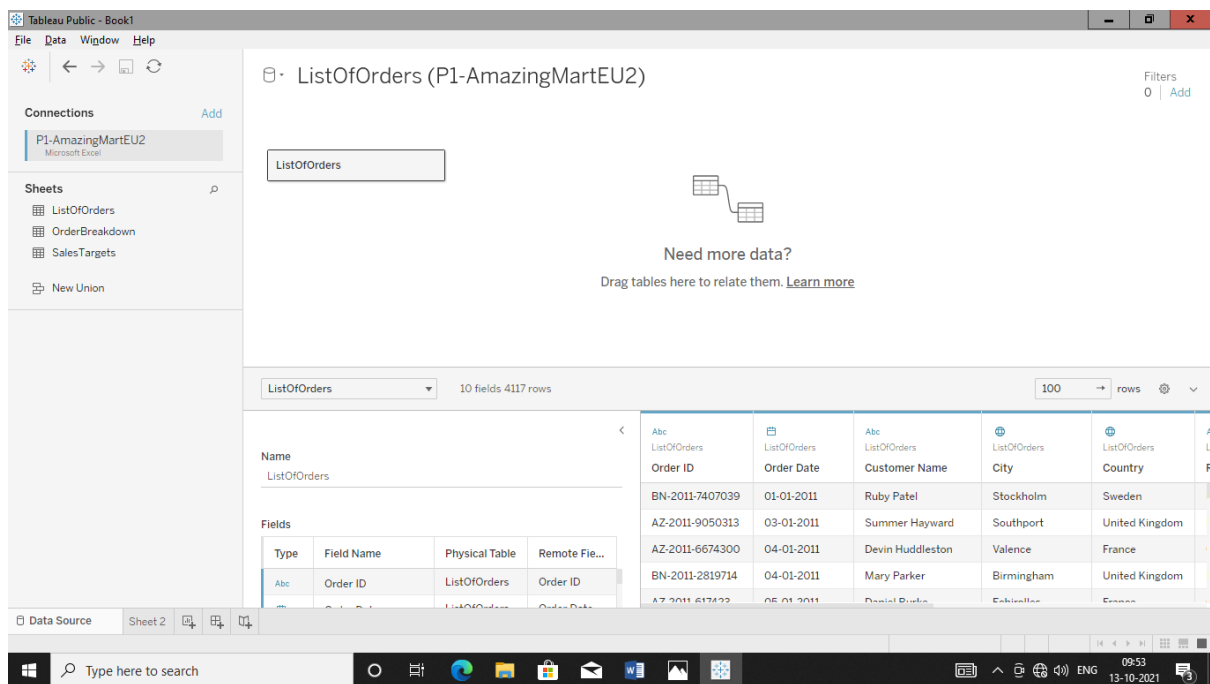 Tableau Public - Book1
File Data Window Help
ListOfOrders (P1-AmazingMartEU2)
Filters
0 | Add
Connections Add
P1-AmazingMartEU2
Microsoft Excel
ListOfOrders
Sheets
ListOfOrders
OrderBreakdown
SalesTargets
New Union
Need more data?
Drag tables here to relate them. Learn more
ListOfOrders 10 fields 4117 rows 100 → rows
Name
ListOfOrders
Fields
Type Field Name Physical Table Remote Fie...
Abc Order ID ListOfOrders Order ID
Abc ListOfOrders Order ID
ListOfOrders Order Date
Abc ListOfOrders Customer Name
ListOfOrders City
ListOfOrders Country
BN-2011-7407039 01-01-2011 Ruby Patel Stockholm Sweden
AZ-2011-9050313 03-01-2011 Summer Hayward Southport United Kingdom
AZ-2011-6674300 04-01-2011 Devin Huddleston Valence France
BN-2011-2819714 04-01-2011 Mary Parker Birmingham United Kingdom
Data Source Sheet 2
Type here to search
ENG
09:53
13-10-2021
3